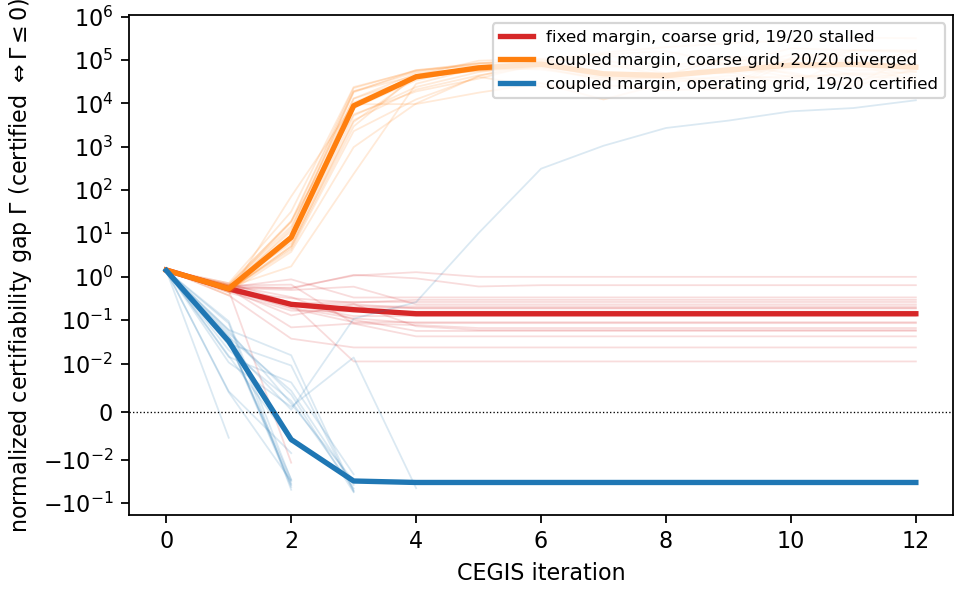 normalized certifiability gap Γ (certified ⇔ Γ ≤ 0)
10⁶
10⁵
10⁴
10³
10²
10¹
10⁰
10⁻¹
10⁻²
0
−10⁻²
−10⁻¹
fixed margin, coarse grid, 19/20 stalled
coupled margin, coarse grid, 20/20 diverged
coupled margin, operating grid, 19/20 certified
0 2 4 6 8 10 12
CEGIS iteration